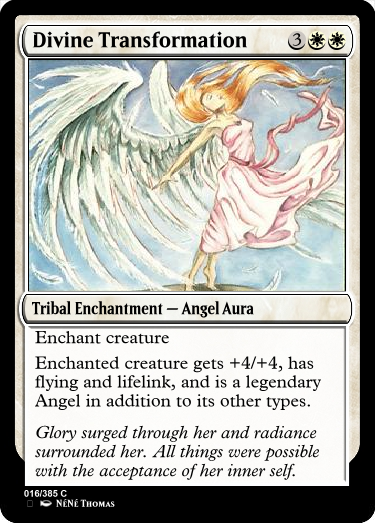 Divine Transformation 3
Tribal Enchantment — Angel Aura
Enchant creature
Enchanted creature gets +4/+4, has
flying and lifelink, and is a legendary
Angel in addition to its other types.
Glory surged through her and radiance
surrounded her. All things were possible
with the acceptance of her inner self.
016/385 C
NéNé Thomas